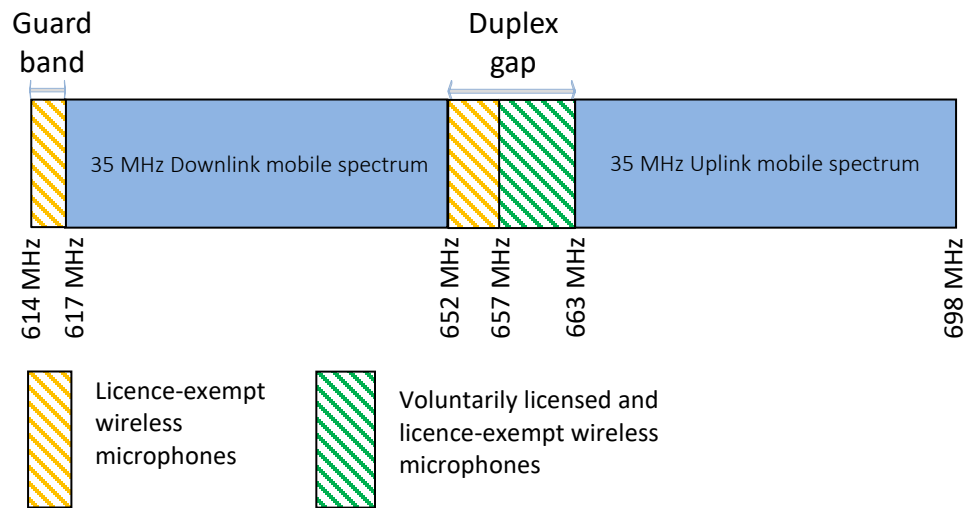 Guard
band
Duplex
gap
35 MHz Downlink mobile spectrum
35 MHz Uplink mobile spectrum
614 MHz
617 MHz
652 MHz
657 MHz
663 MHz
698 MHz
Licence-exempt
wireless
microphones
Voluntarily licensed and
licence-exempt wireless
microphones